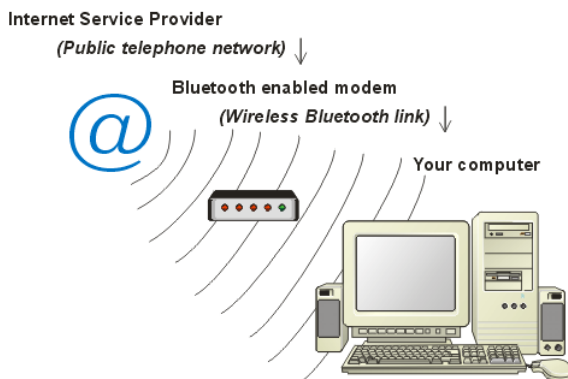 Internet Service Provider
(Public telephone network)
Bluetooth enabled modem
@
(Wireless Bluetooth link)
Your computer